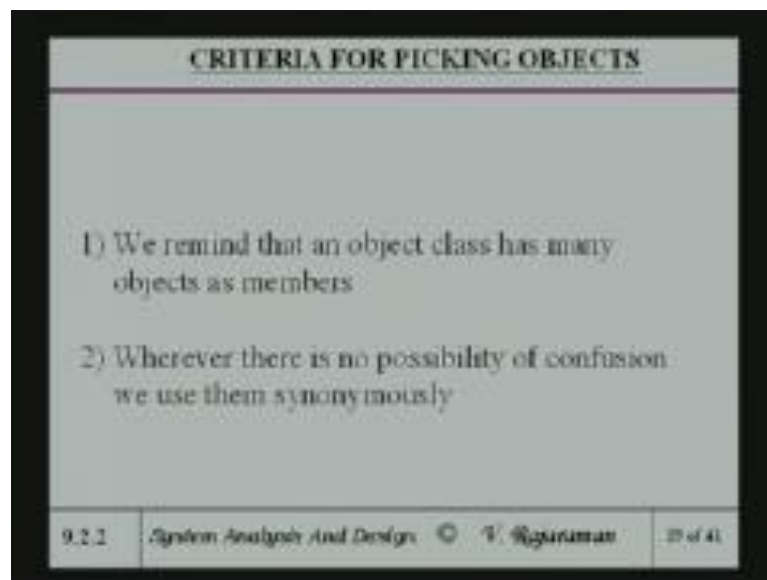 CRITERIA FOR PICKING OBJECTS
1) We remind that an object class has many
objects as members
2) Wherever there is no possibility of confusion
we use them synonymously
9.2.2
System Analysis And Design © V. Rajaraman
of 41